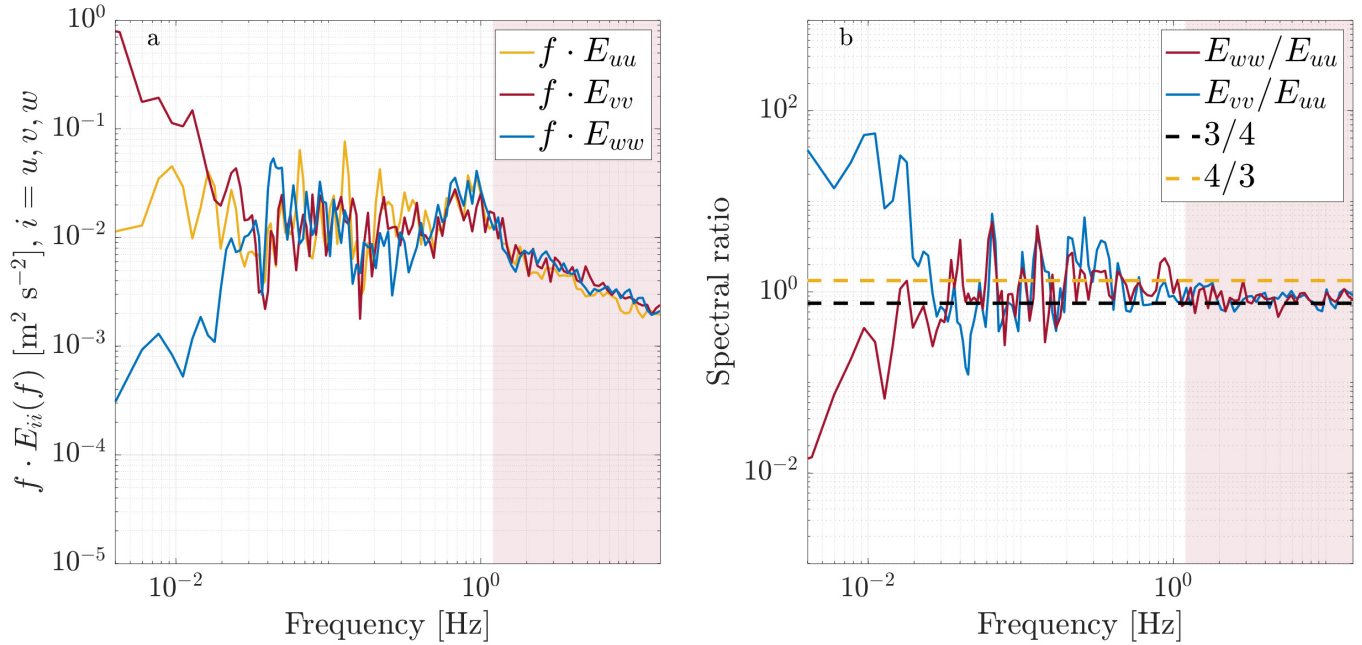 a
f · E_uu
f · E_vv
f · E_ww
10^0
10^-1
10^-2
10^-3
10^-4
10^-5
f · E_ii(f) [m^2 s^-2], i = u, v, w
10^-2
10^0
Frequency [Hz]
b
E_ww/E_uu
E_vv/E_uu
3/4
4/3
10^2
10^0
10^-2
Spectral ratio
10^-2
10^0
Frequency [Hz]